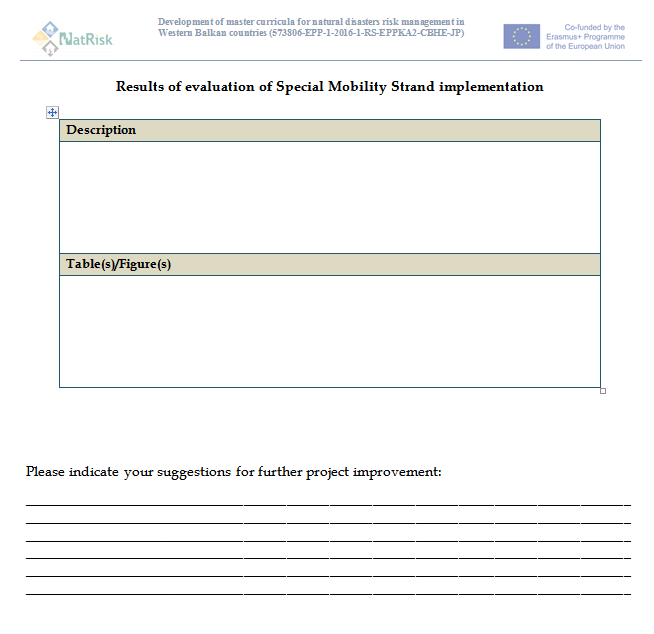 NatRisk
Development of master curricula for natural disasters risk management in
Western Balkan countries (573806-EPP-1-2016-1-RS-EPPKA2-CBHE-JP)
Co-funded by the
Erasmus+ Programme
of the European Union
Results of evaluation of Special Mobility Strand implementation
Description
Table(s)/Figure(s)
Please indicate your suggestions for further project improvement: